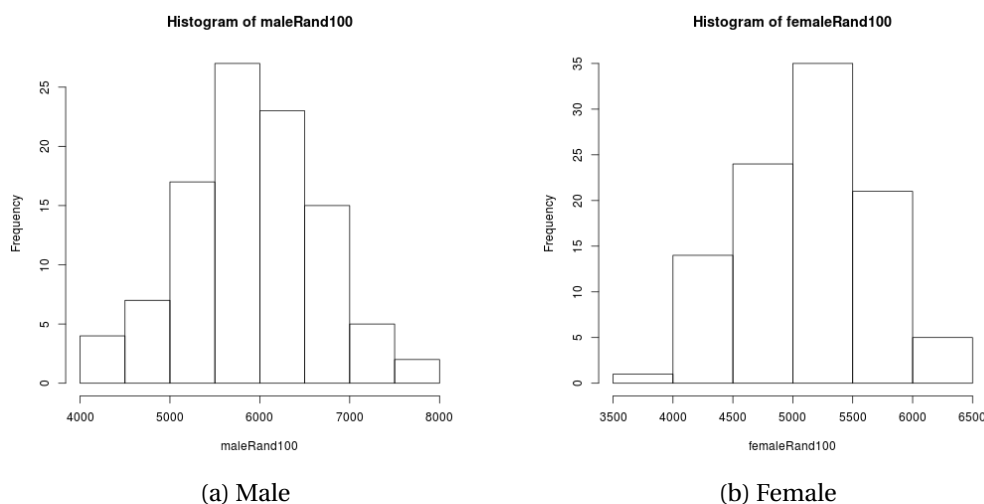 Histogram of maleRand100
Frequency
25
20
15
10
5
0
4000 5000 6000 7000 8000
maleRand100
(a) Male
Histogram of femaleRand100
Frequency
35
30
25
20
15
10
5
0
3500 4000 4500 5000 5500 6000 6500
femaleRand100
(b) Female